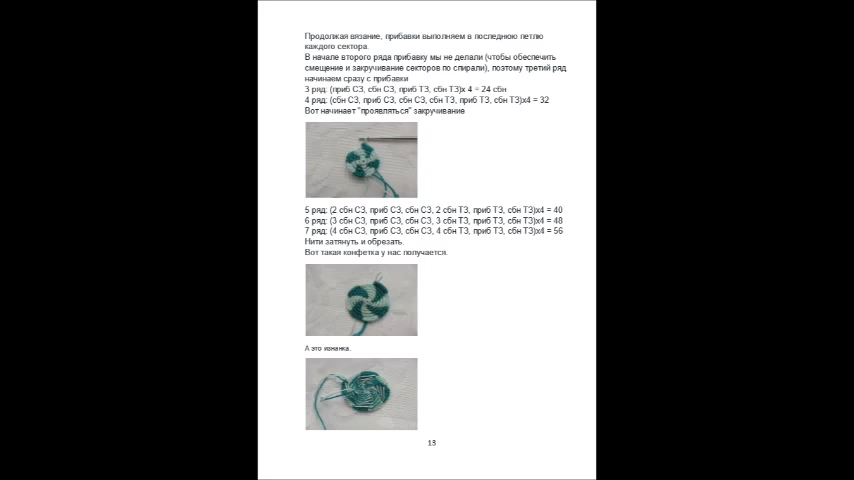 Продолжая вязание, прибавки выполняем в последнюю петлю
каждого сектора.
В начале второго ряда прибавку мы не делали (чтобы обеспечить
смещение и закручивание секторов по спирали), поэтому третий ряд
начинаем сразу с прибавки
3 ряд: (приб СЗ, сбн СЗ, приб ТЗ, сбн ТЗ)х 4 = 24 сбн
4 ряд: (сбн СЗ, приб СЗ, сбн СЗ, сбн ТЗ, приб ТЗ, сбн ТЗ)х4 = 32
Вот начинает "проявляться" закручивание
5 ряд: (2 сбн СЗ, приб СЗ, сбн СЗ, 2 сбн ТЗ, приб ТЗ, сбн ТЗ)х4 = 40
6 ряд: (3 сбн СЗ, приб СЗ, сбн СЗ, 3 сбн ТЗ, приб ТЗ, сбн ТЗ)х4 = 48
7 ряд: (4 сбн СЗ, приб СЗ, сбн СЗ, 4 сбн ТЗ, приб ТЗ, сбн ТЗ)х4 = 56
Нити затянуть и обрезать.
Вот такая конфетка у нас получается.
А это изнанка.
13